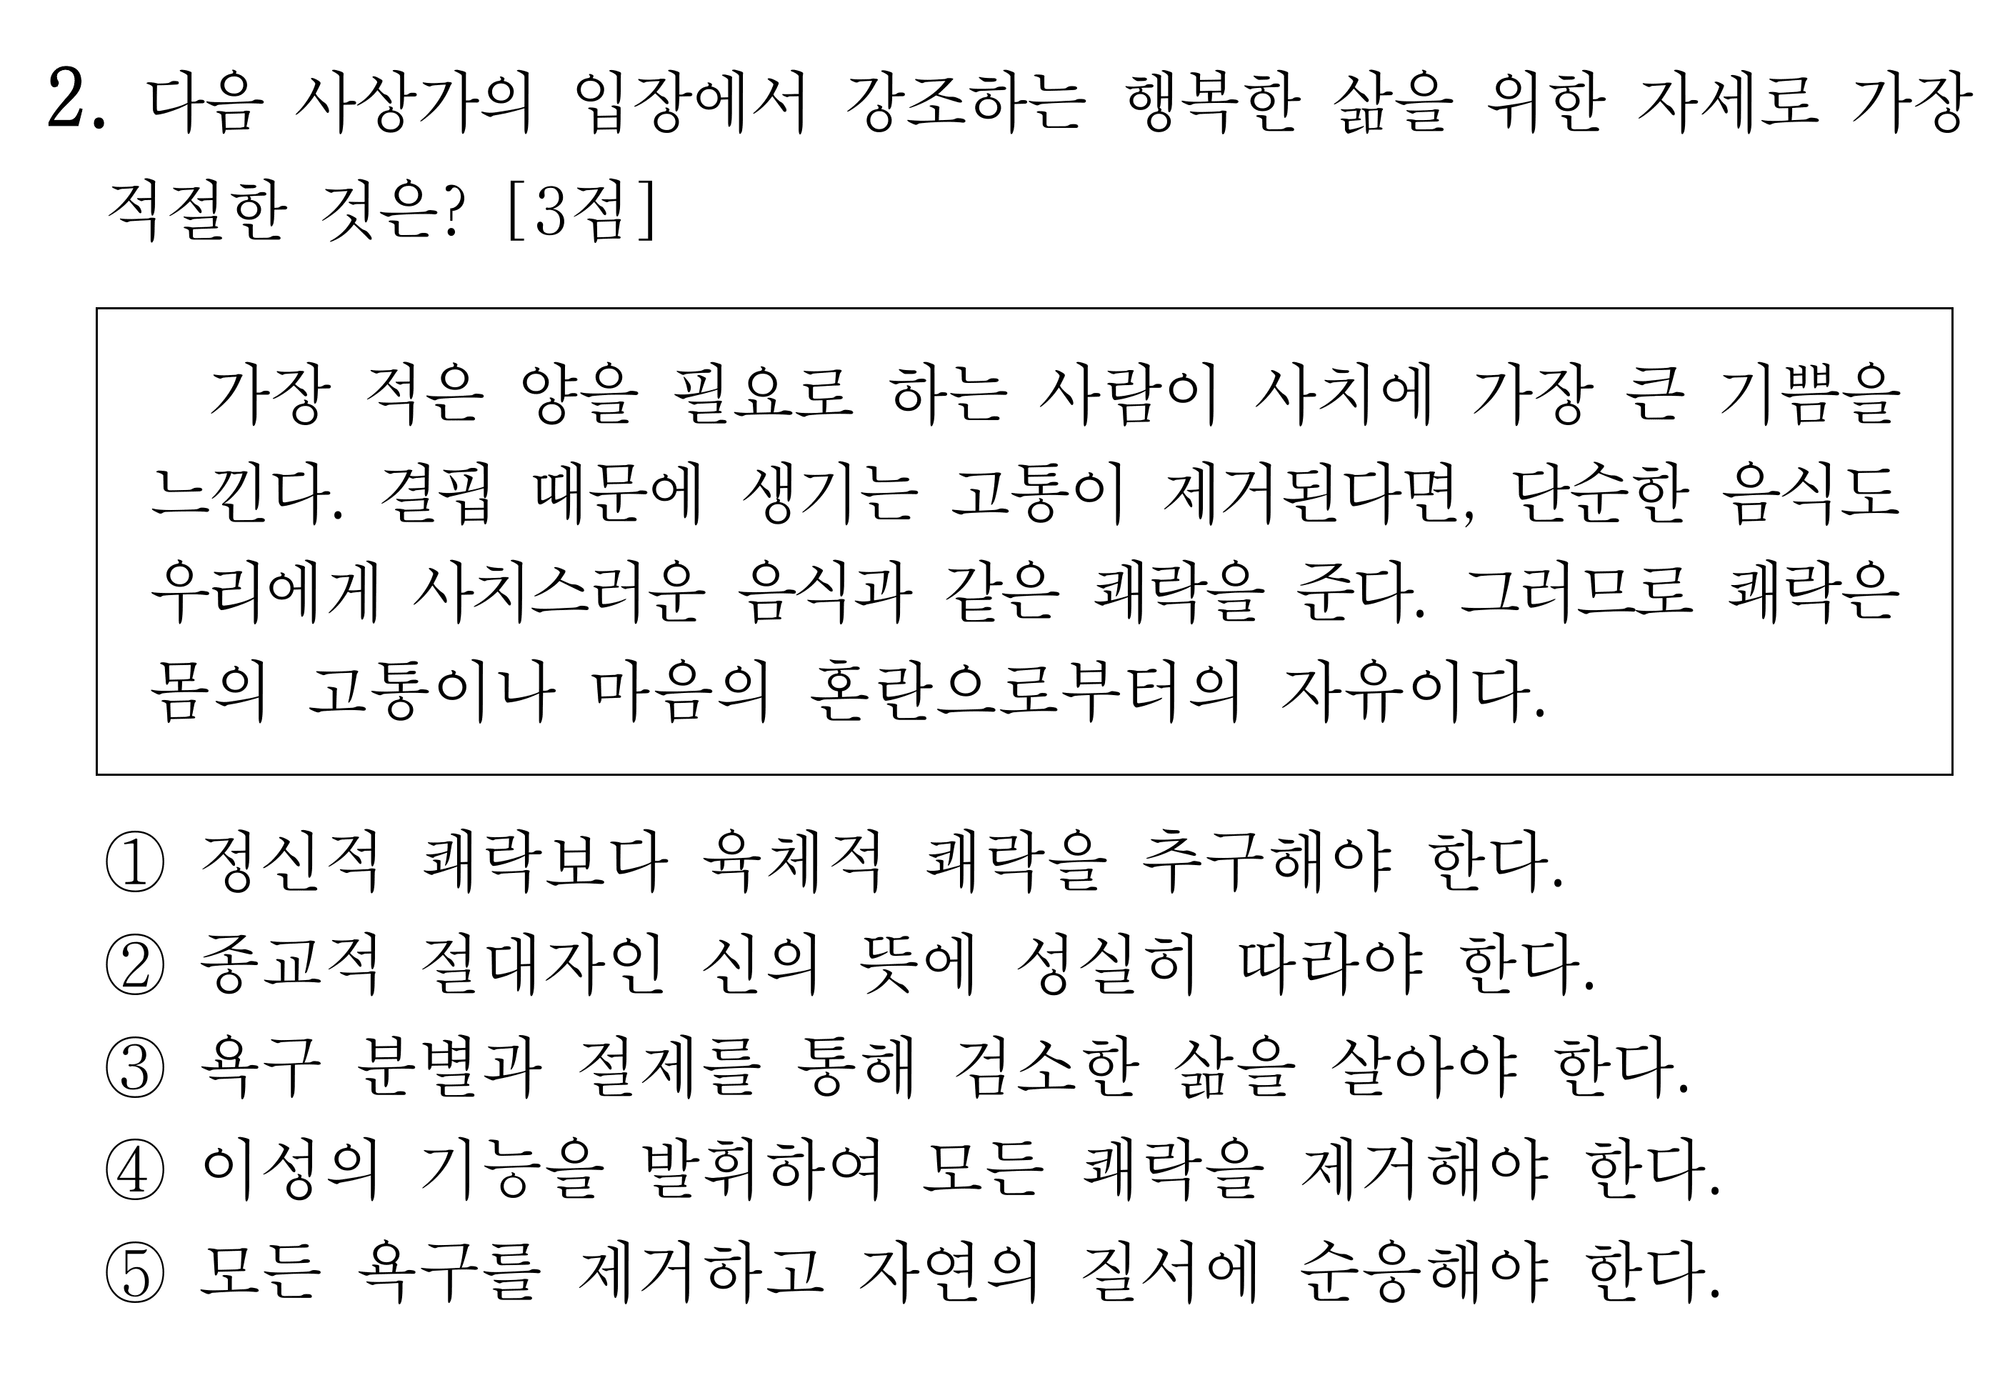 2. 다음 사상가의 입장에서 강조하는 행복한 삶을 위한 자세로 가장
적절한 것은? [3점]
가장 적은 양을 필요로 하는 사람이 사치에 가장 큰 기쁨을
느낀다. 결핍 때문에 생기는 고통이 제거된다면, 단순한 음식도
우리에게 사치스러운 음식과 같은 쾌락을 준다. 그러므로 쾌락은
몸의 고통이나 마음의 혼란으로부터의 자유이다.
① 정신적 쾌락보다 육체적 쾌락을 추구해야 한다.
② 종교적 절대자인 신의 뜻에 성실히 따라야 한다.
③ 욕구 분별과 절제를 통해 검소한 삶을 살아야 한다.
④ 이성의 기능을 발휘하여 모든 쾌락을 제거해야 한다.
⑤ 모든 욕구를 제거하고 자연의 질서에 순응해야 한다.